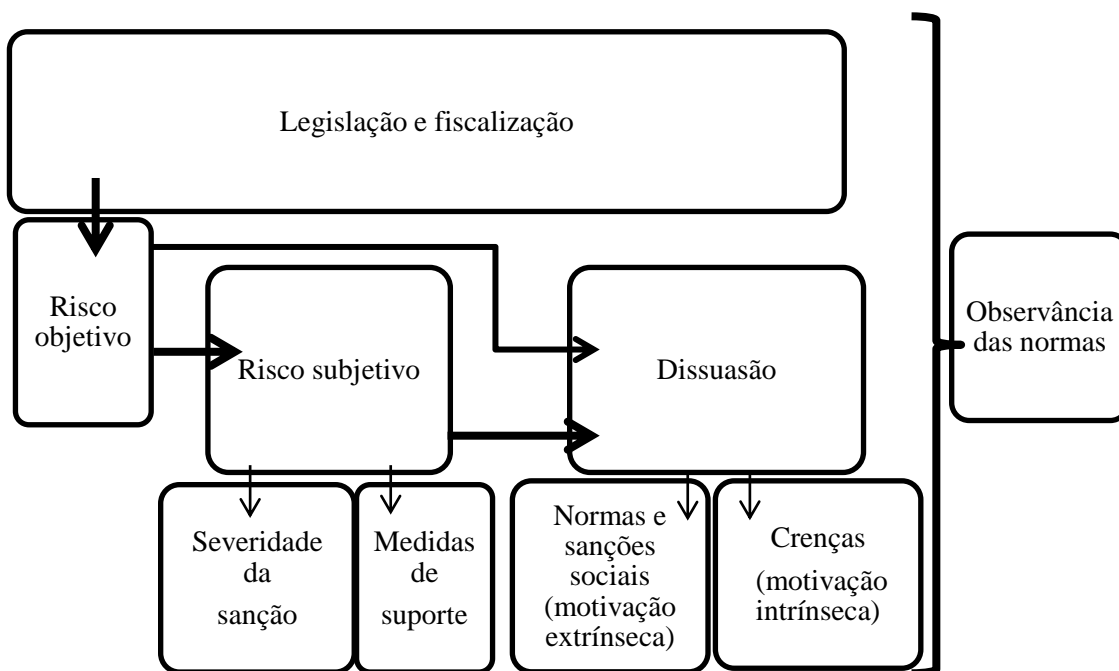 Legislação e fiscalização
Risco
objetivo
Risco subjetivo
Dissuasão
Observância
das normas
Severidade
da
sanção
Medidas
de
suporte
Normas e
sanções
sociais
(motivação
extrínseca)
Crenças
(motivação
intrínseca)